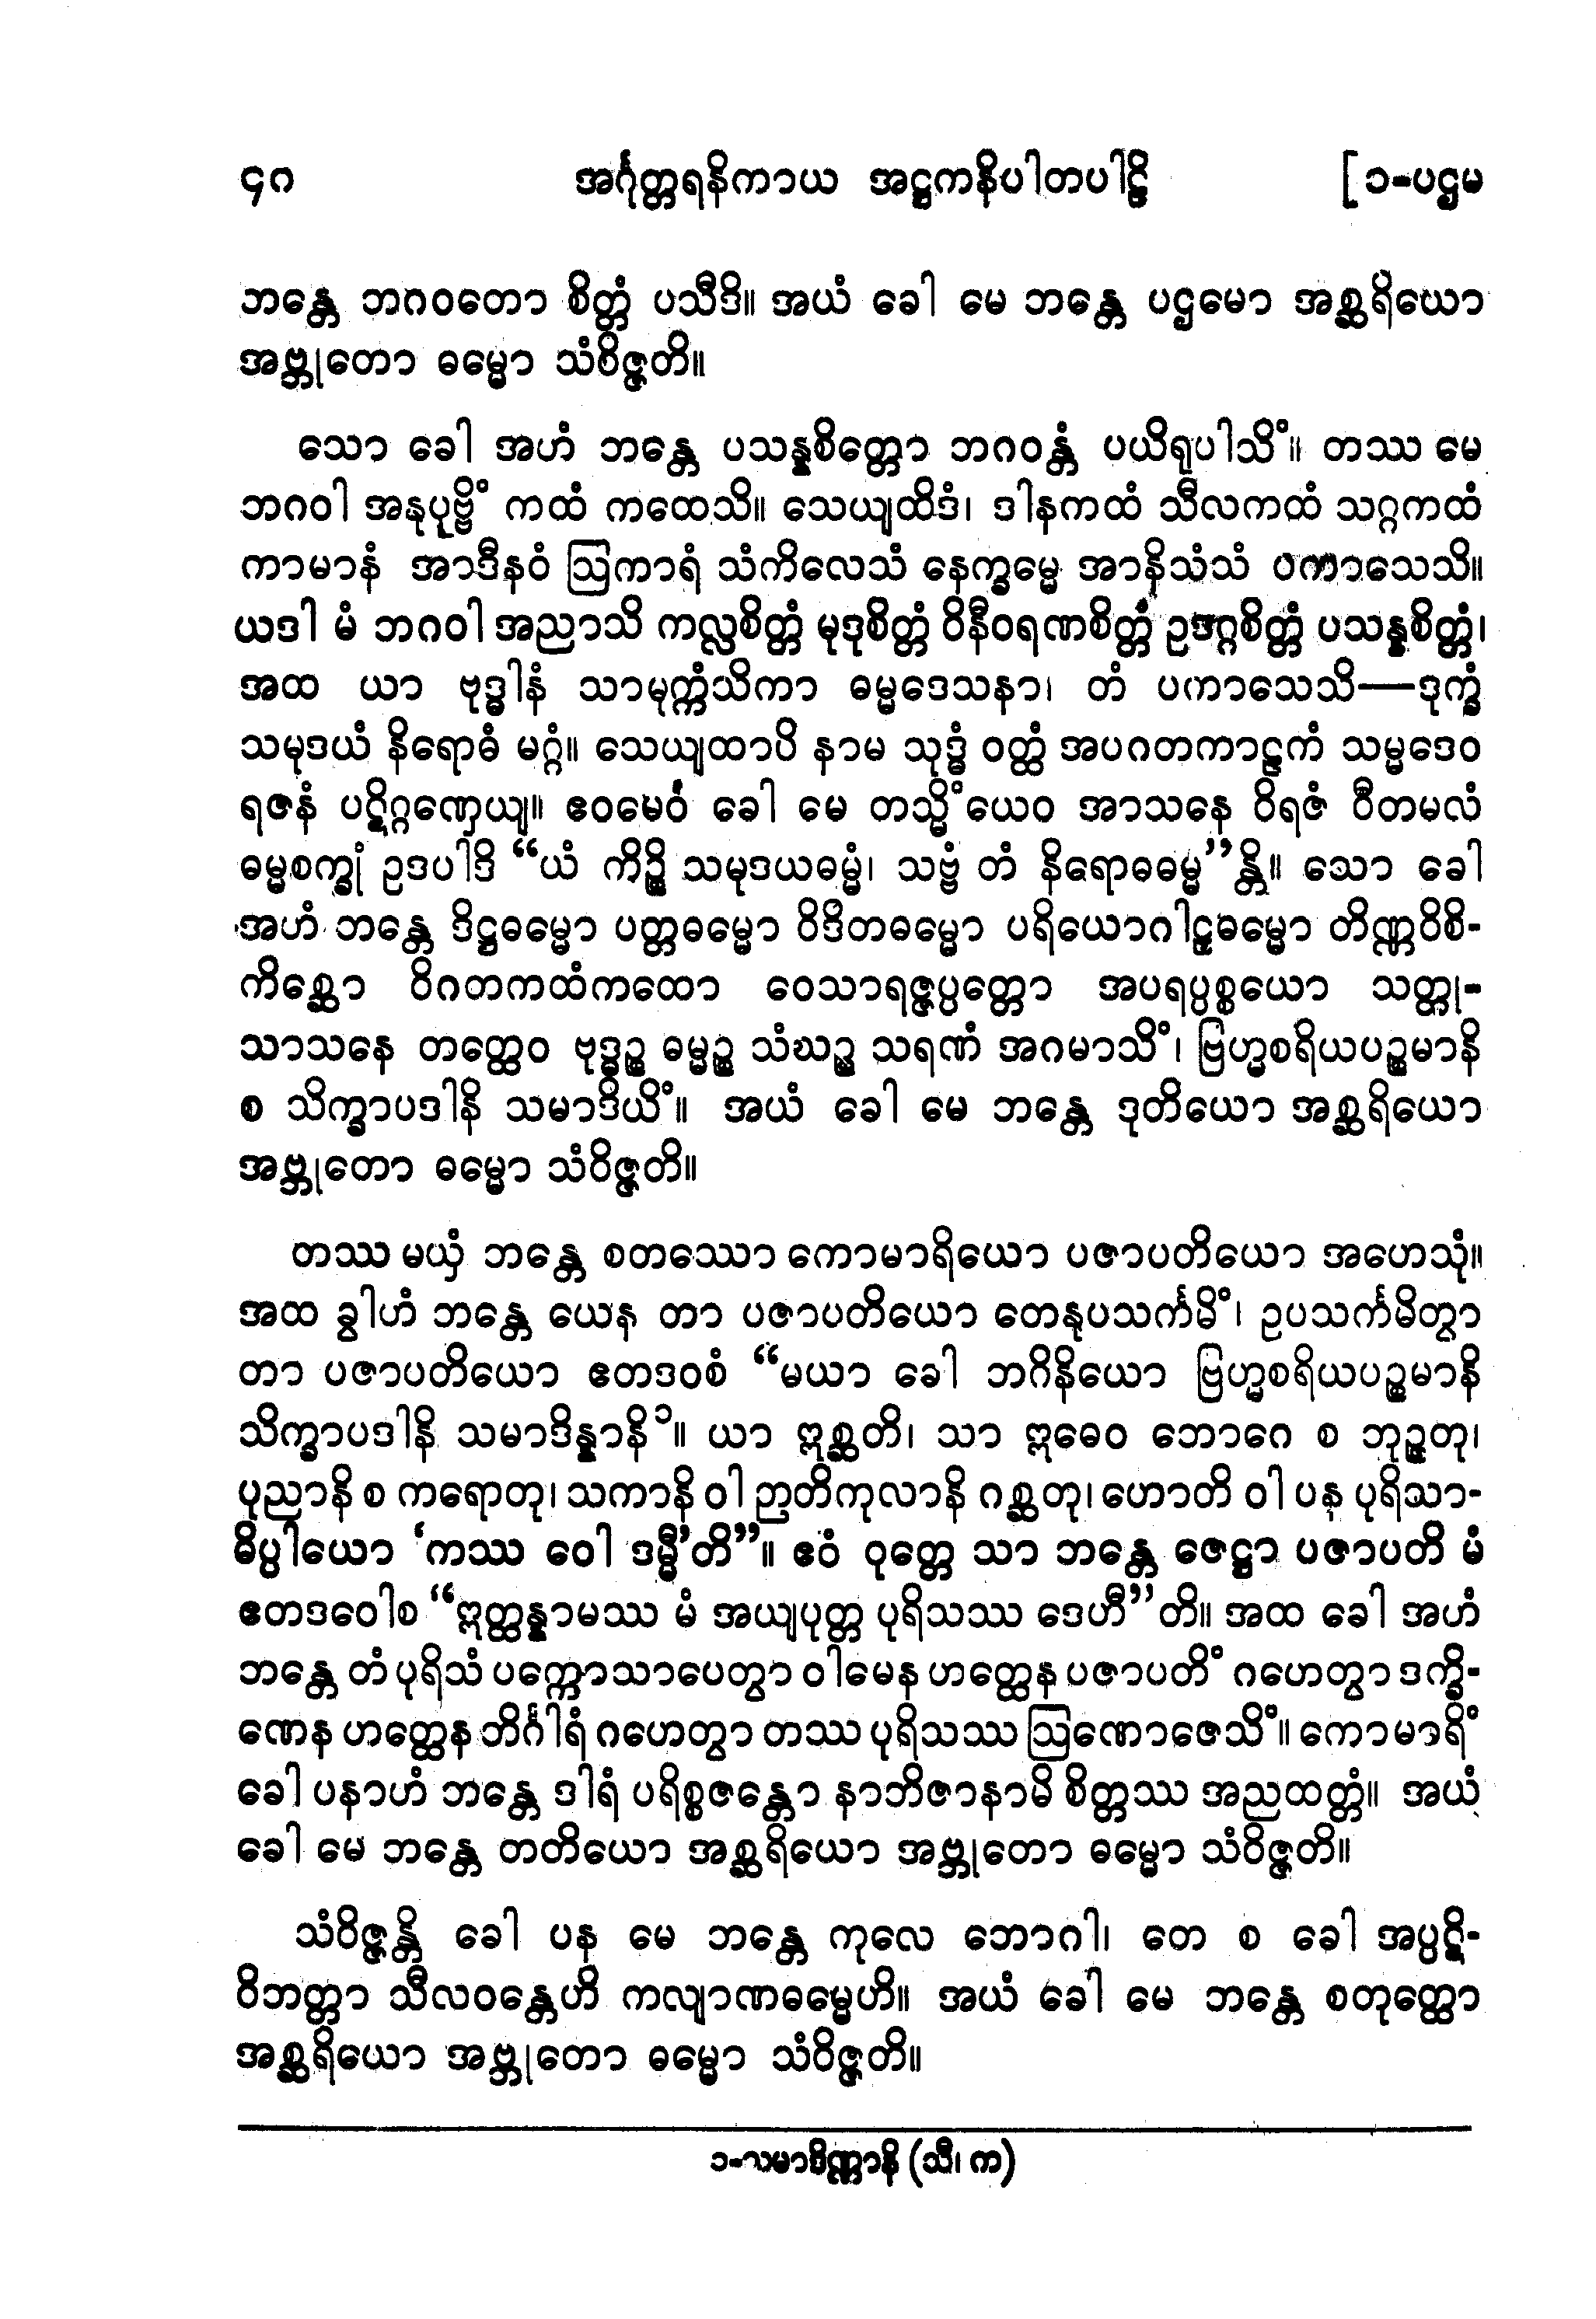 ၄၈ အင်္ဂုတ္တရနိကာယ အဋ္ဌကနိပါတပါဠိ [ ၁-ပဌမ
ဘန္တေ ဘဂဝတော စိတ္တံ ပသီဒိ။ အယံ ခေါ မေ ဘန္တေ ပဌမော အစ္ဆရိယော
အဗ္ဘုတော ဓမ္မော သံဝိဇ္ဇတိ။
သော ခေါ အဟံ ဘန္တေ ပသန္နစိတ္တော ဘဂဝန္တံ ပယိရုပါသိံ။ တဿ မေ
ဘဂဝါ အနုပုဗ္ဗိံ ကထံ ကထေသိ။ သေယျထိဒံ၊ ဒါနကထံ သီလကထံ သဂ္ဂကထံ
ကာမာနံ အာဒီနဝံ ဩကာရံ သံကိလေသံ နေက္ခမ္မေ အာနိသံသံ ပကာသေသိ။
ယဒါ မံ ဘဂဝါ အညာသိ ကလ္လစိတ္တံ မုဒုစိတ္တံ ဝိနီဝရဏစိတ္တံ ဥဒဂ္ဂစိတ္တံ ပသန္နစိတ္တံ၊
အထ ယာ ဗုဒ္ဓါနံ သာမုက္ကံသိကာ ဓမ္မဒေသနာ၊ တံ ပကာသေသိ—ဒုက္ခံ
သမုဒယံ နိရောဓံ မဂ္ဂံ။ သေယျထာပိ နာမ သုဒ္ဓံ ဝတ္ထံ အပဂတကာဠကံ သမ္မဒေဝ
ရဇနံ ပဋိဂ္ဂဏှေယျ။ ဧဝမေဝံ ခေါ မေ တသ္မိံယေဝ အာသနေ ဝိရဇံ ဝီတမလံ
ဓမ္မစက္ခုံ ဥဒပါဒိ “ယံ ကိဉ္စိ သမုဒယဓမ္မံ၊ သဗ္ဗံ တံ နိရောဓဓမ္မ”န္တိ။ သော ခေါ
အဟံ ဘန္တေ ဒိဋ္ဌဓမ္မော ပတ္တဓမ္မော ဝိဒိတဓမ္မော ပရိယောဂါဠှဓမ္မော တိဏ္ဏဝိစိ-
ကိစ္ဆော ဝိဂတကထံကထော ဝေသာရဇ္ဇပ္ပတ္တော အပရပ္ပစ္စယော သတ္ထု-
သာသနေ တတ္ထေဝ ဗုဒ္ဓဉ္စ ဓမ္မဉ္စ သံဃဉ္စ သရဏံ အဂမာသိံ၊ ဗြဟ္မစရိယပဉ္စမာနိ
စ သိက္ခာပဒါနိ သမာဒိယိံ။ အယံ ခေါ မေ ဘန္တေ ဒုတိယော အစ္ဆရိယော
အဗ္ဘုတော ဓမ္မော သံဝိဇ္ဇတိ။
တဿ မယှံ ဘန္တေ စတဿော ကောမာရိယော ပဇာပတိယော အဟေသုံ။
အထ ခွါဟံ ဘန္တေ ယေန တာ ပဇာပတိယော တေနုပသင်္ကမိံ၊ ဥပသင်္ကမိတွာ
တာ ပဇာပတိယော ဧတဒဝစံ “မယာ ခေါ ဘဂိနိယော ဗြဟ္မစရိယပဉ္စမာနိ
သိက္ခာပဒါနိ သမာဒိန္နာနိ၁။ ယာ ဣစ္ဆတိ၊ သာ ဣဓေဝ ဘောဂေ စ ဘုဉ္ဇတု၊
ပုညာနိ စ ကရောတု၊ သကာနိ ဝါ ဉာတိကုလာနိ ဂစ္ဆတု၊ ဟောတိ ဝါ ပန ပုရိသာ-
ဓိပ္ပါယော ‘ကဿ ဝေါ ဒမ္မီ’တိ”။ ဧဝံ ဝုတ္တေ သာ ဘန္တေ ဇေဋ္ဌာ ပဇာပတိ မံ
ဧတဒဝေါစ “ဣတ္ထန္နာမဿ မံ အယျပုတ္တ ပုရိသဿ ဒေဟီ”တိ။ အထ ခေါ အဟံ
ဘန္တေ တံ ပုရိသံ ပက္ကောသာပေတွာ ဝါမေန ဟတ္ထေန ပဇာပတိံ ဂဟေတွာ ဒက္ခိ-
ဏေန ဟတ္ထေန ဘိင်္ဂါရံ ဂဟေတွာ တဿ ပုရိသဿ ဩဏောဇေသိံ။ ကောမာရိံ
ခေါ ပနာဟံ ဘန္တေ ဒါရံ ပရိစ္စဇန္တော နာဘိဇာနာမိ စိတ္တဿ အညထတ္တံ။ အယံ
ခေါ မေ ဘန္တေ တတိယော အစ္ဆရိယော အဗ္ဘုတော ဓမ္မော သံဝိဇ္ဇတိ။
သံဝိဇ္ဇန္တိ ခေါ ပန မေ ဘန္တေ ကုလေ ဘောဂါ၊ တေ စ ခေါ အပ္ပဋိ-
ဝိဘတ္တာ သီလဝန္တေဟိ ကလျာဏဓမ္မေဟိ။ အယံ ခေါ မေ ဘန္တေ စတုတ္ထော
အစ္ဆရိယော အဗ္ဘုတော ဓမ္မော သံဝိဇ္ဇတိ။
၁-သမာစိဏ္ဏာနိ (သီ၊ က)